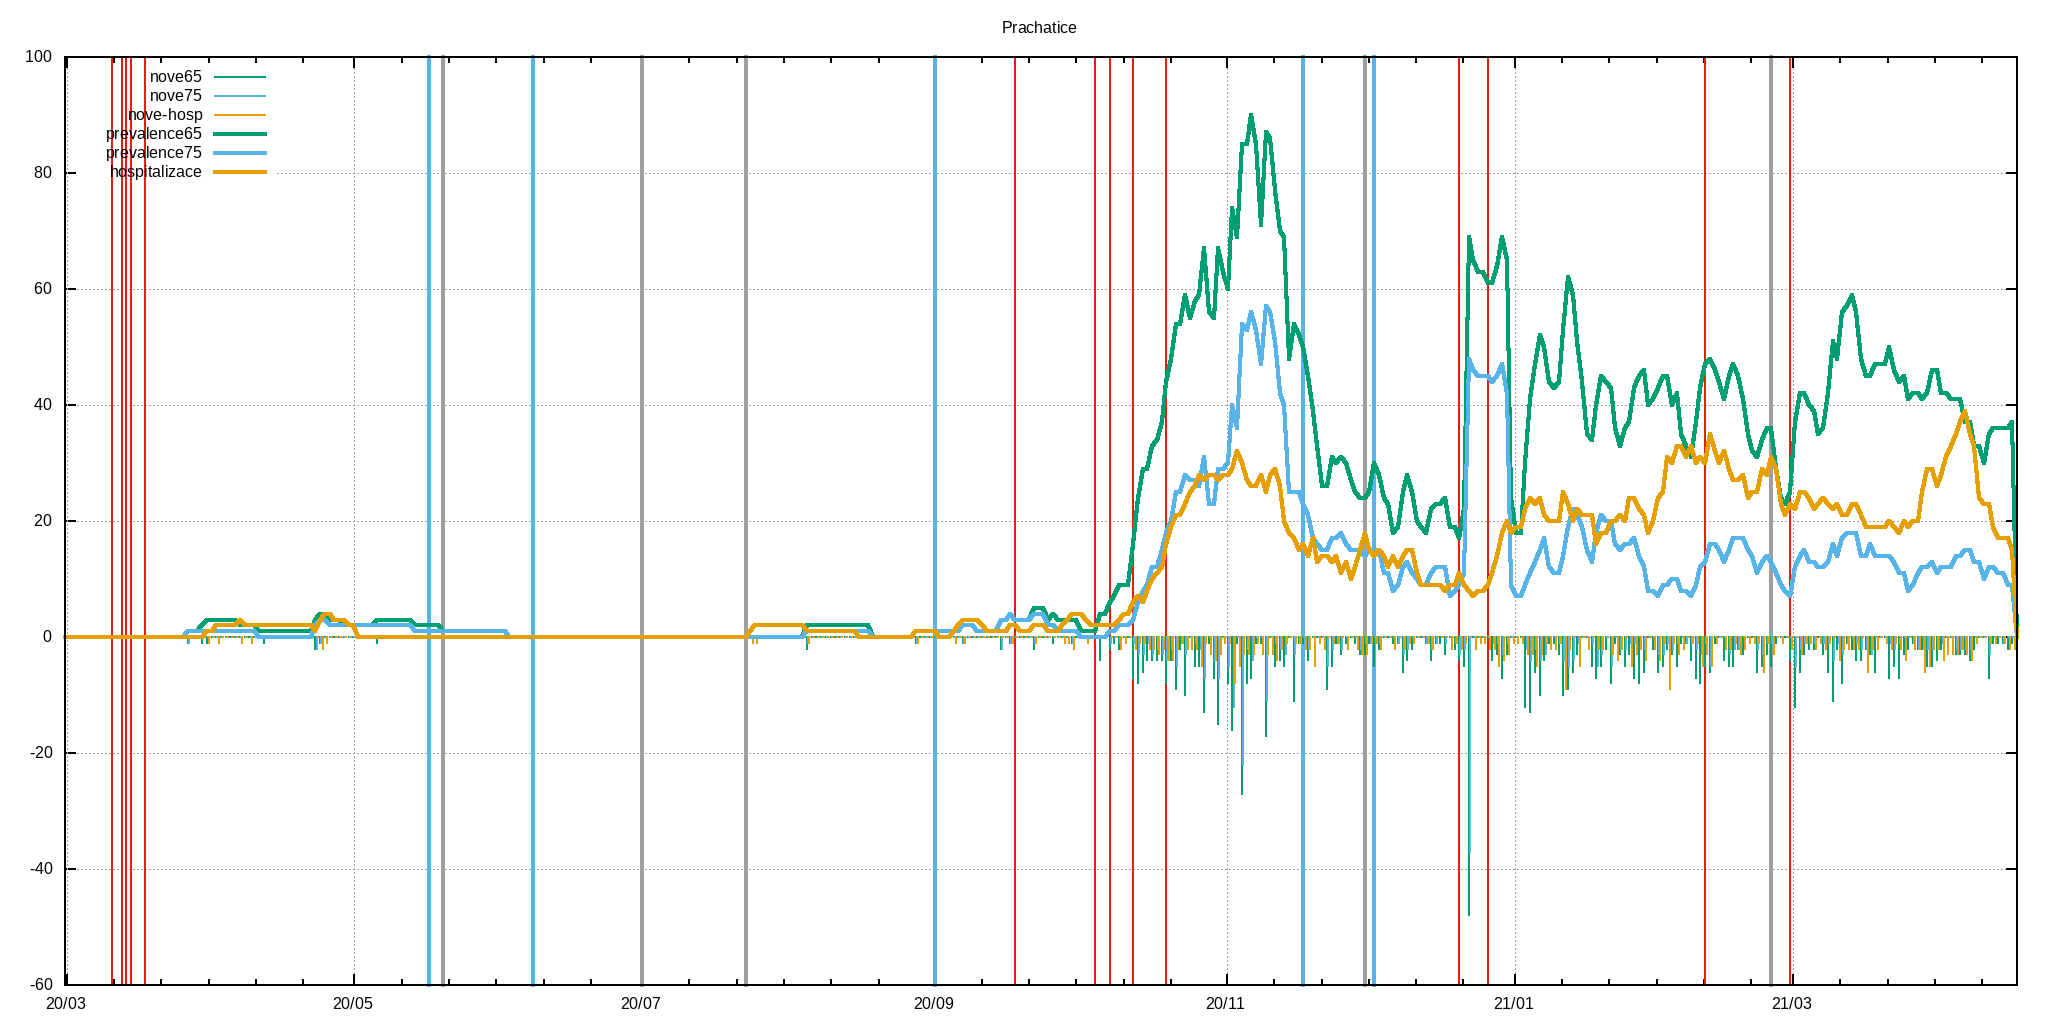 Prachatice
100
80
60
40
20
0
-20
-40
-60
nove65
nove75
nove-hosp
prevalence65
prevalence75
hospitalizace
20/03 20/05 20/07 20/09 20/11 21/01 21/03